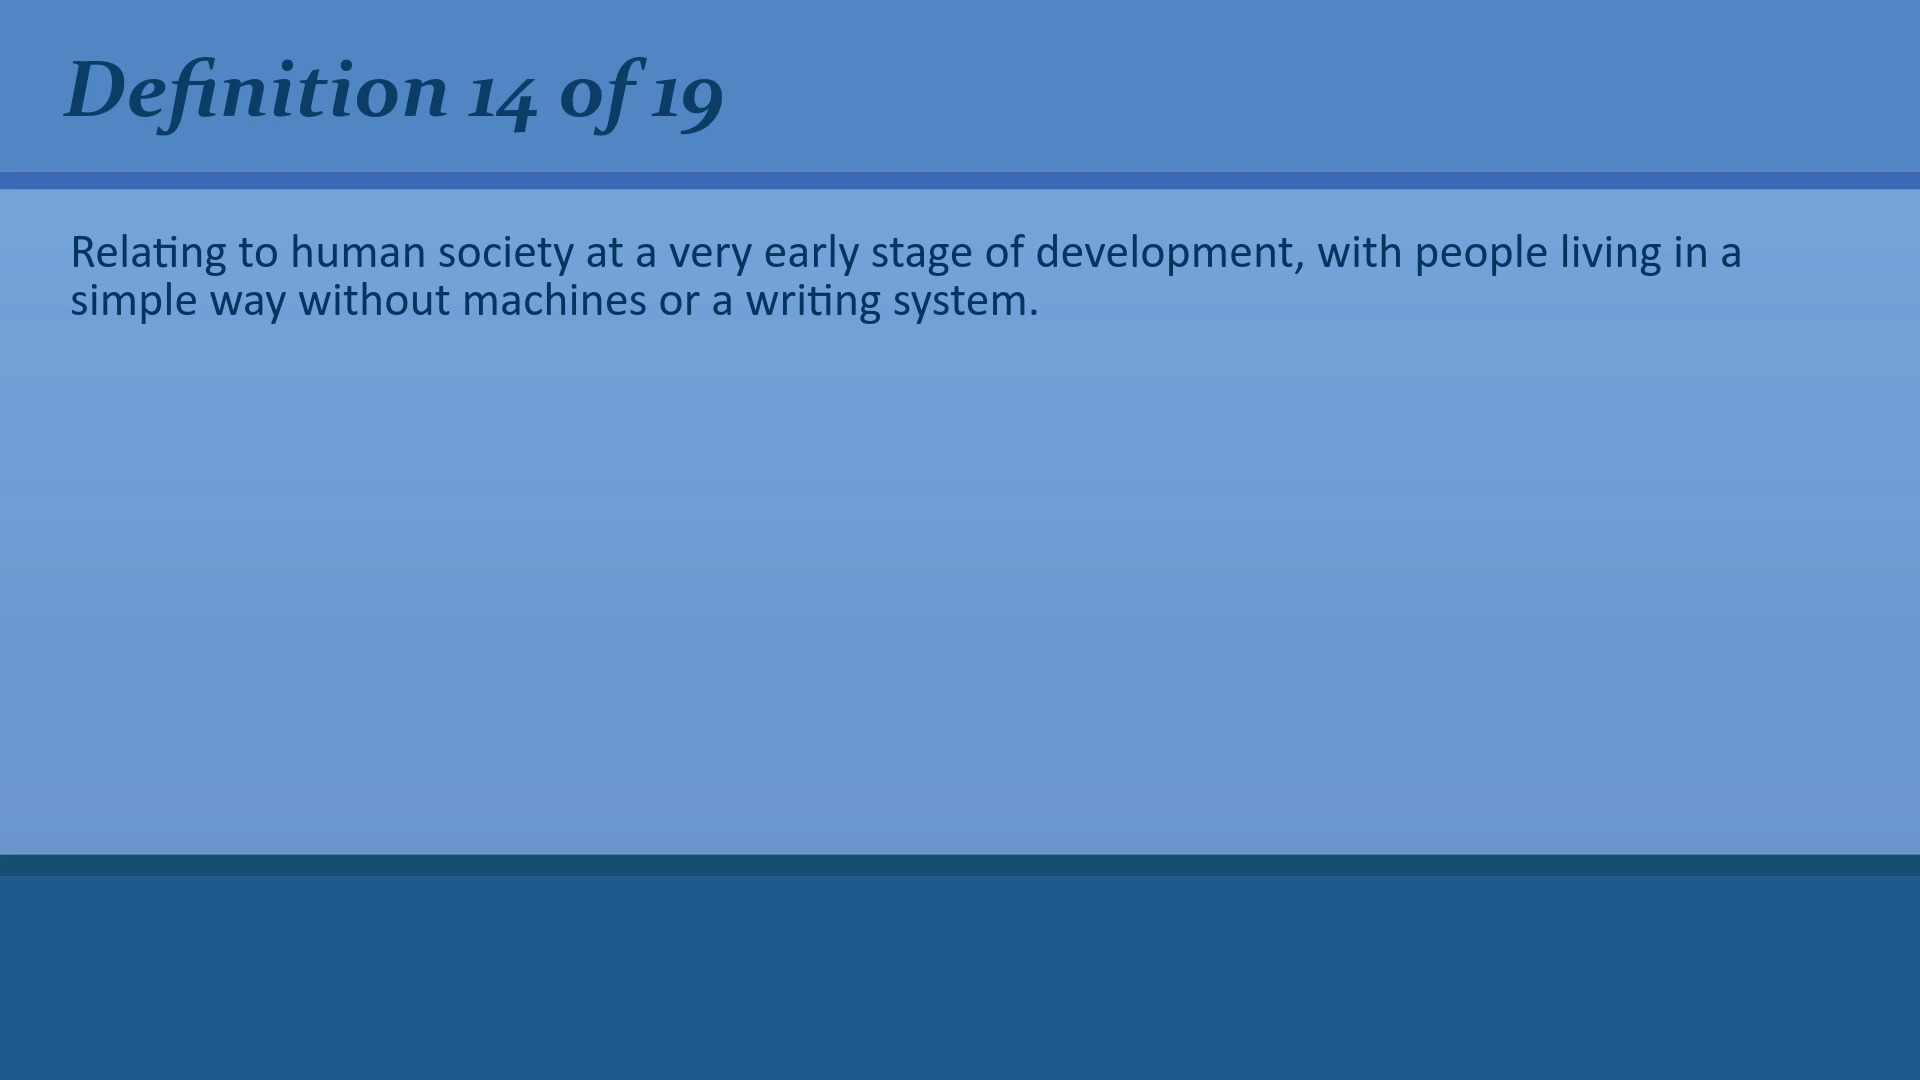 Definition 14 of 19
Relating to human society at a very early stage of development, with people living in a
simple way without machines or a writing system.